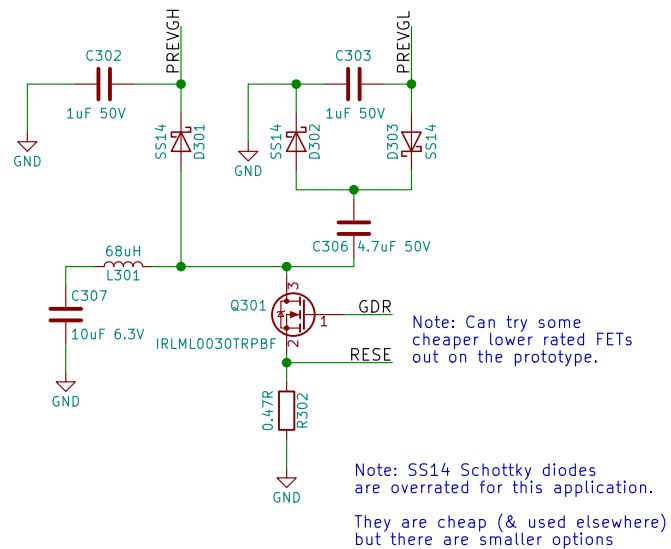 PREVGH
PREVGL
C302
1uF 50V
GND
SS14
D301
C303
1uF 50V
GND
SS14
D302
D303
SS14
C306 4.7uF 50V
68uH
L301
C307
10uF 6.3V
GND
Q301
3
1
2
GDR
IRLML0030TRPBF
RESE
0.47R
R302
GND
Note: Can try some
cheaper lower rated FETs
out on the prototype.
Note: SS14 Schottky diodes
are overrated for this application.
They are cheap (& used elsewhere)
but there are smaller options